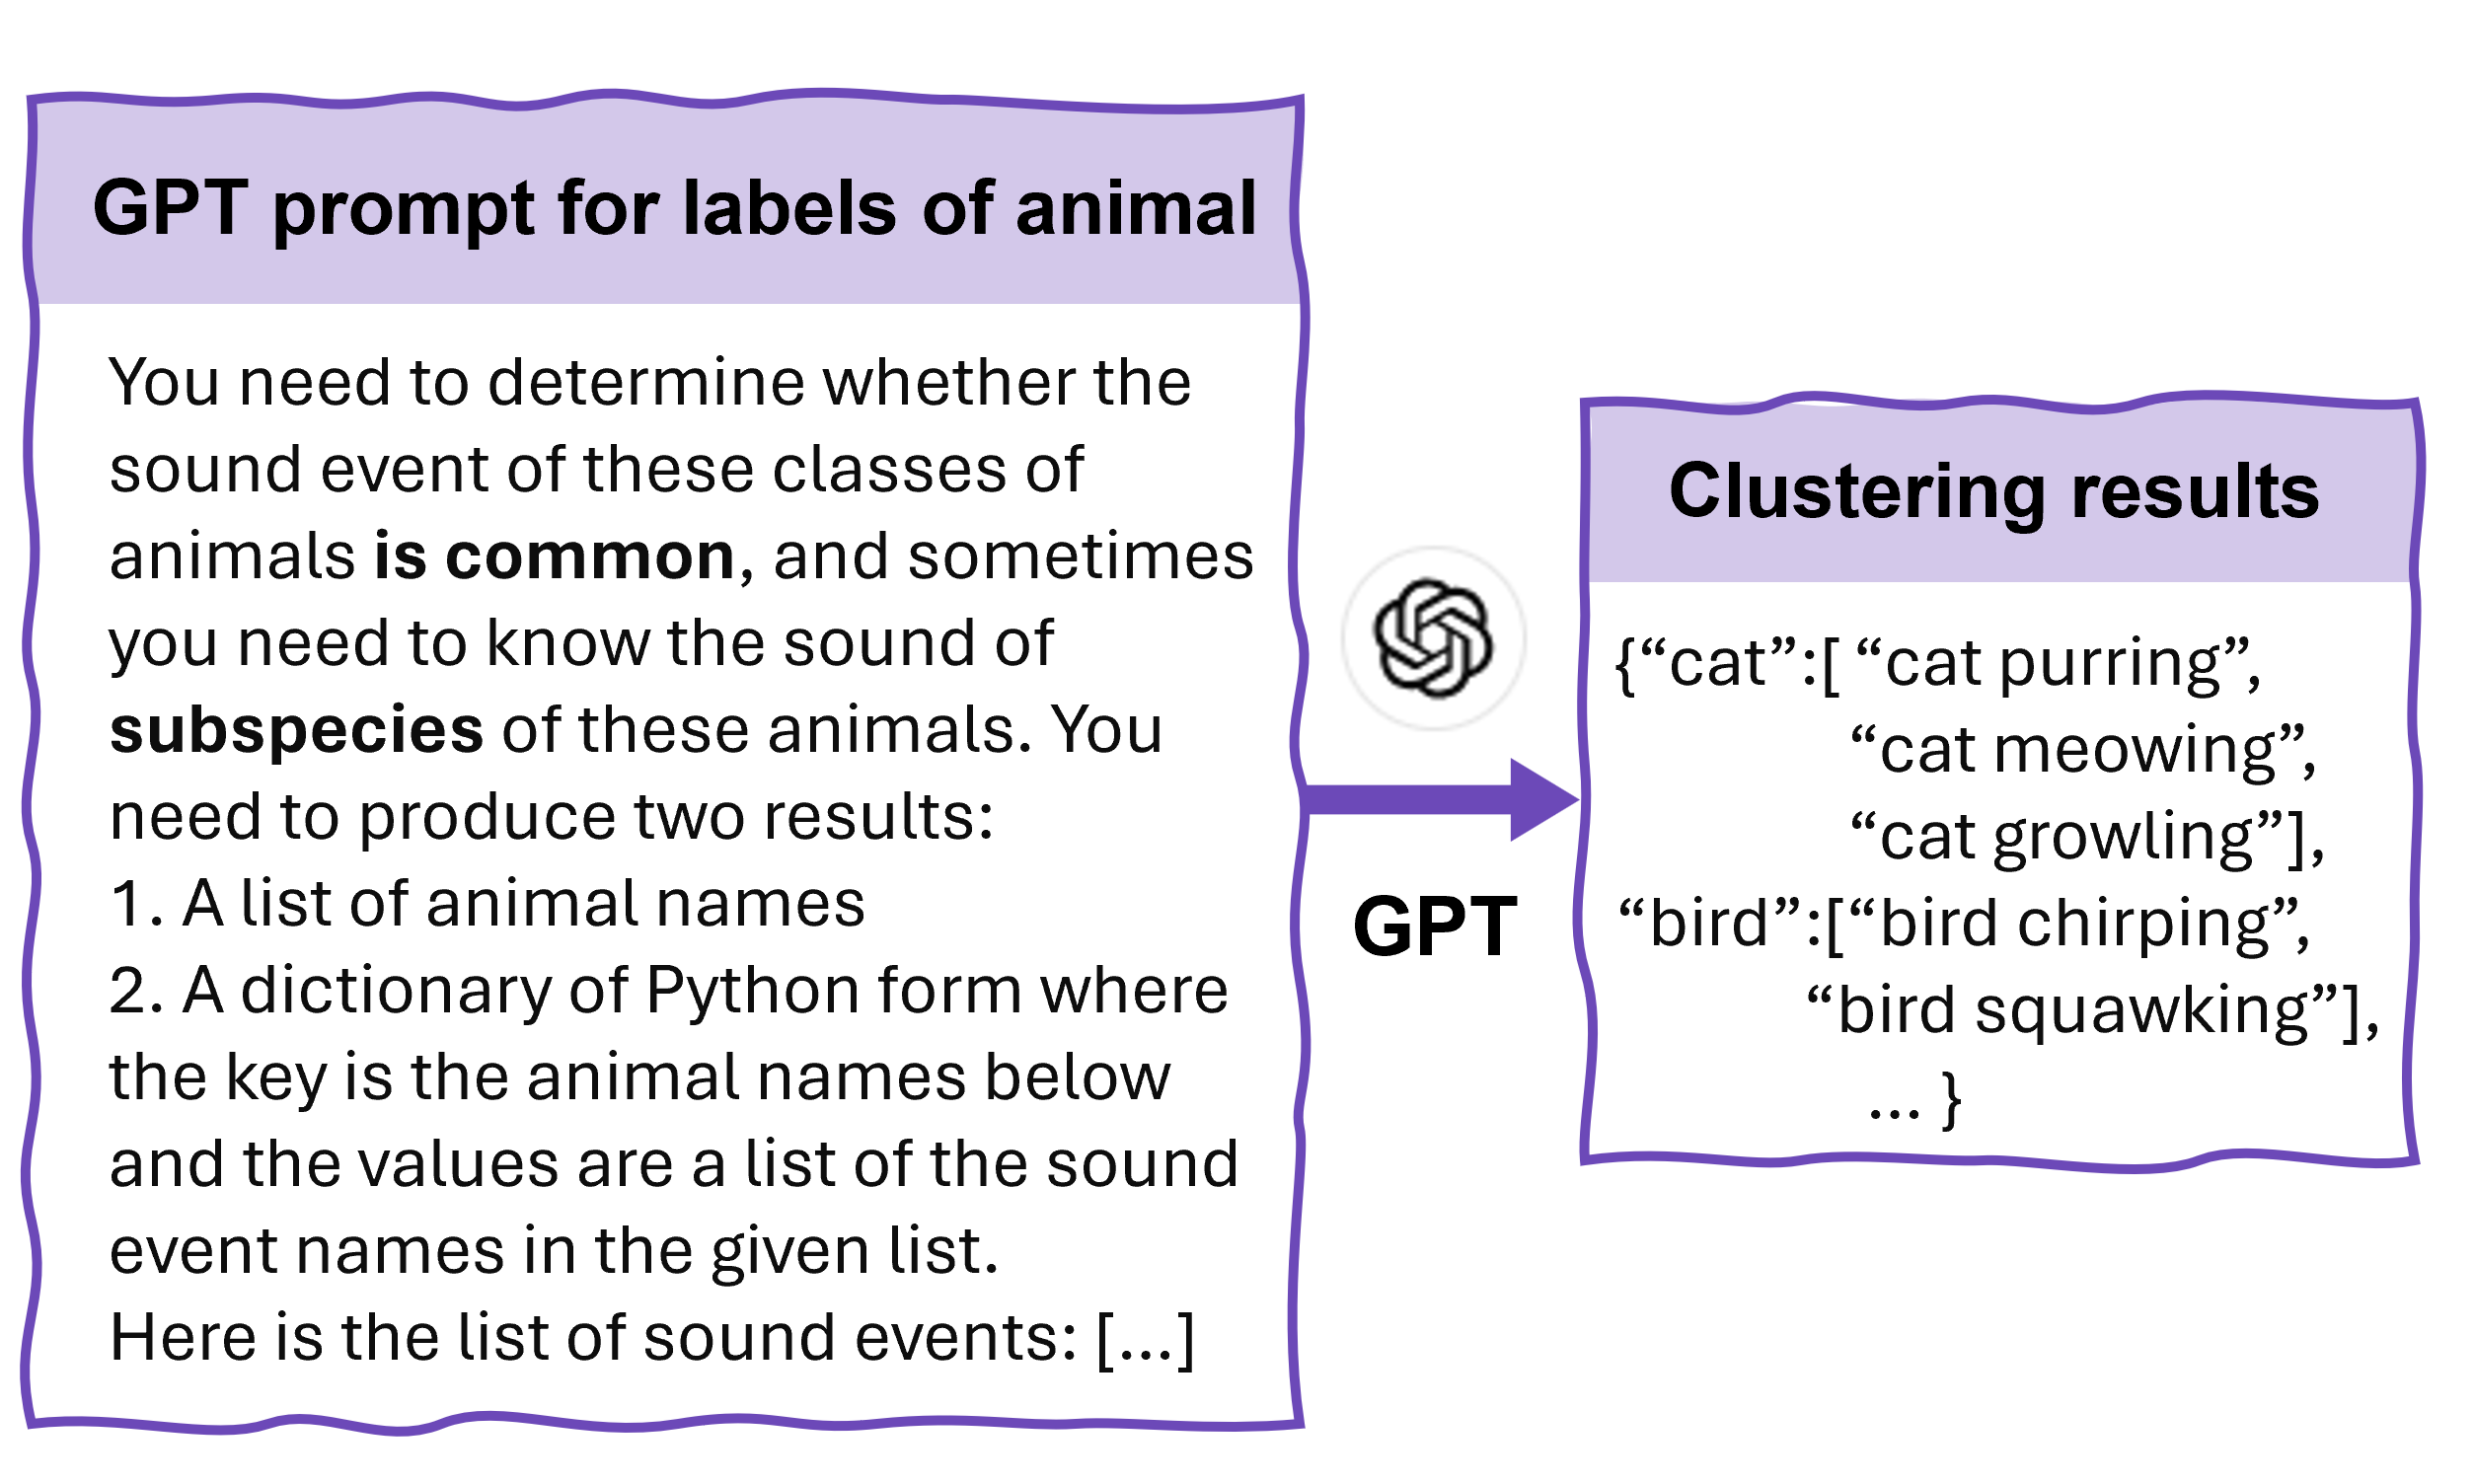 GPT prompt for labels of animal
You need to determine whether the
sound event of these classes of
animals is common, and sometimes
you need to know the sound of
subspecies of these animals. You
need to produce two results:
1. A list of animal names
2. A dictionary of Python form where
the key is the animal names below
and the values are a list of the sound
event names in the given list.
Here is the list of sound events: [...]
GPT
Clustering results
{“cat”:[ “cat purring”,
“cat meowing”,
“cat growling”],
“bird”:[“bird chirping”,
“bird squawking”],
... }